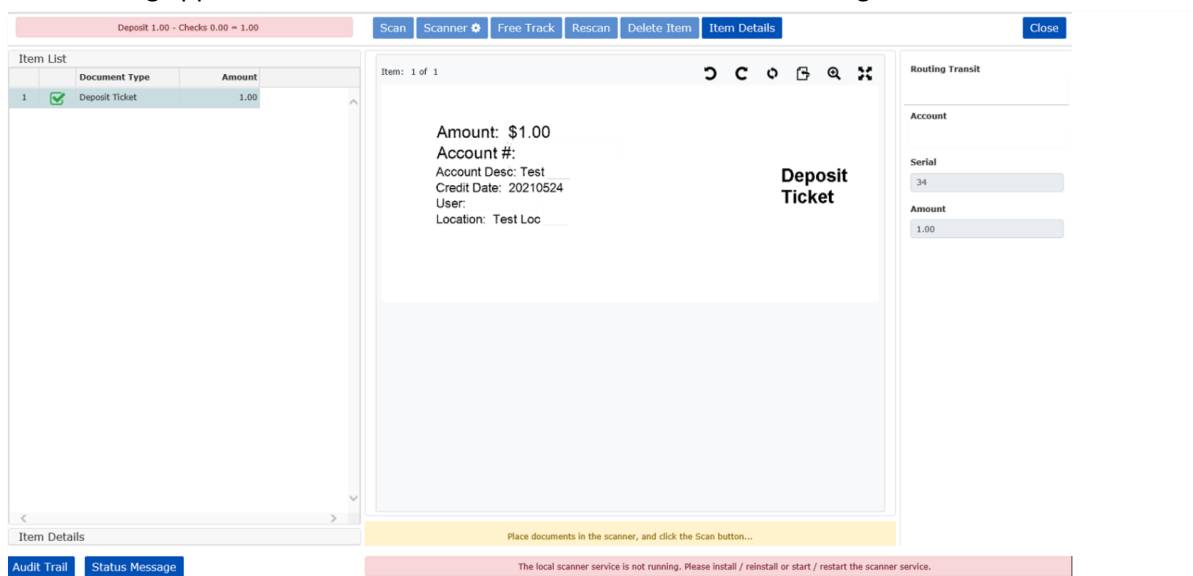 Deposit 1.00 - Checks 0.00 = 1.00
Scan Scanner Free Track Rescan Delete Item Item Details Close
Item List
Document Type Amount
1 Deposit Ticket 1.00
Item: 1 of 1
Amount: $1.00
Account #:
Account Desc: Test
Credit Date: 20210524
User:
Location: Test Loc
Deposit
Ticket
Routing Transit
Account
Serial
34
Amount
1.00
Item Details
Place documents in the scanner, and click the Scan button...
Audit Trail Status Message
The local scanner service is not running. Please install / reinstall or start / restart the scanner service.